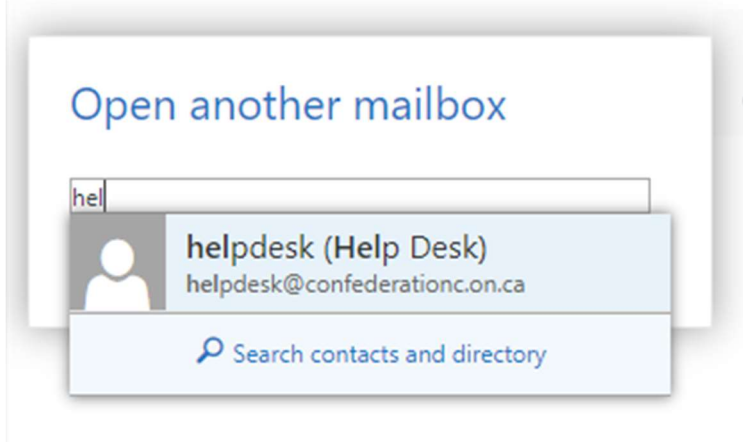 Open another mailbox
hel
helpdesk (Help Desk)
helpdesk@confederationc.on.ca
Search contacts and directory